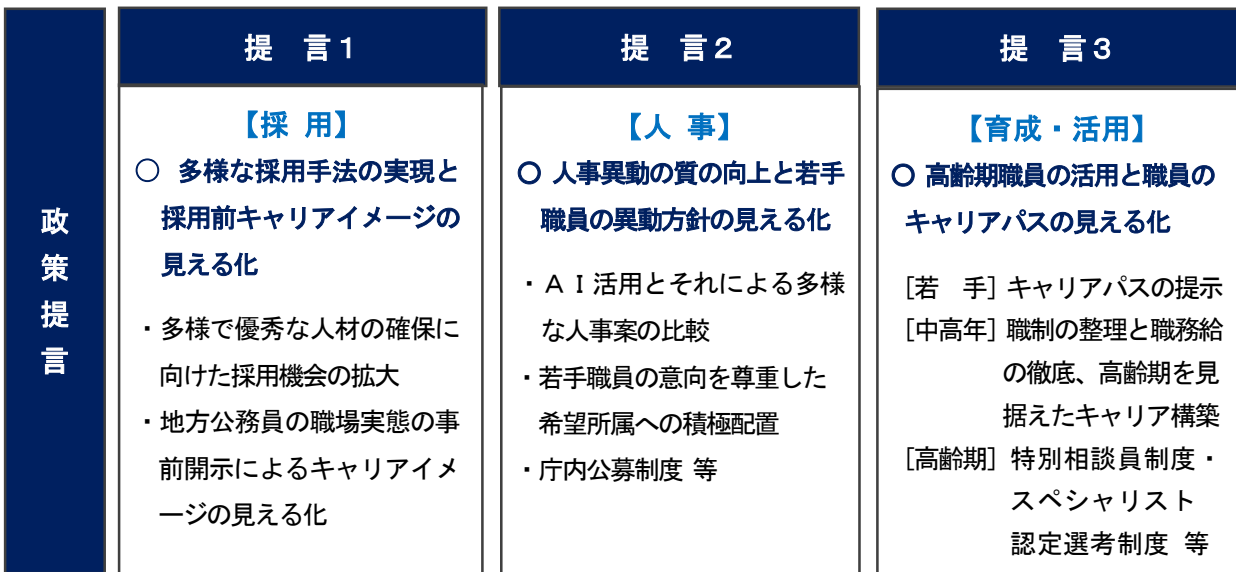 政策提言
提 言1
【採 用】
○ 多様な採用手法の実現と
採用前キャリアイメージの
見える化
・多様で優秀な人材の確保に
向けた採用機会の拡大
・地方公務員の職場実態の事
前開示によるキャリアイメ
ージの見える化
提 言2
【人 事】
○ 人事異動の質の向上と若手
職員の異動方針の見える化
・AI活用とそれによる多様
な人事案の比較
・若手職員の意向を尊重した
希望所属への積極配置
・庁内公募制度 等
提 言3
【育成・活用】
○ 高齢期職員の活用と職員の
キャリアパスの見える化
[若 手] キャリアパスの提示
[中高年] 職制の整理と職務給
の徹底、高齢期を見
据えたキャリア構築
[高齢期] 特別相談員制度・
スペシャリスト
認定選考制度 等